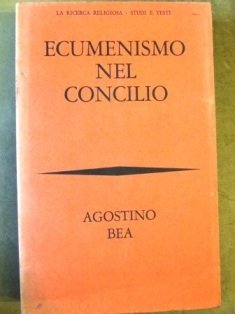 LA RICERCA RELIGIOSA - STUDI E TESTI
ECUMENISMO
NEL
CONCILIO
AGOSTINO
BEA